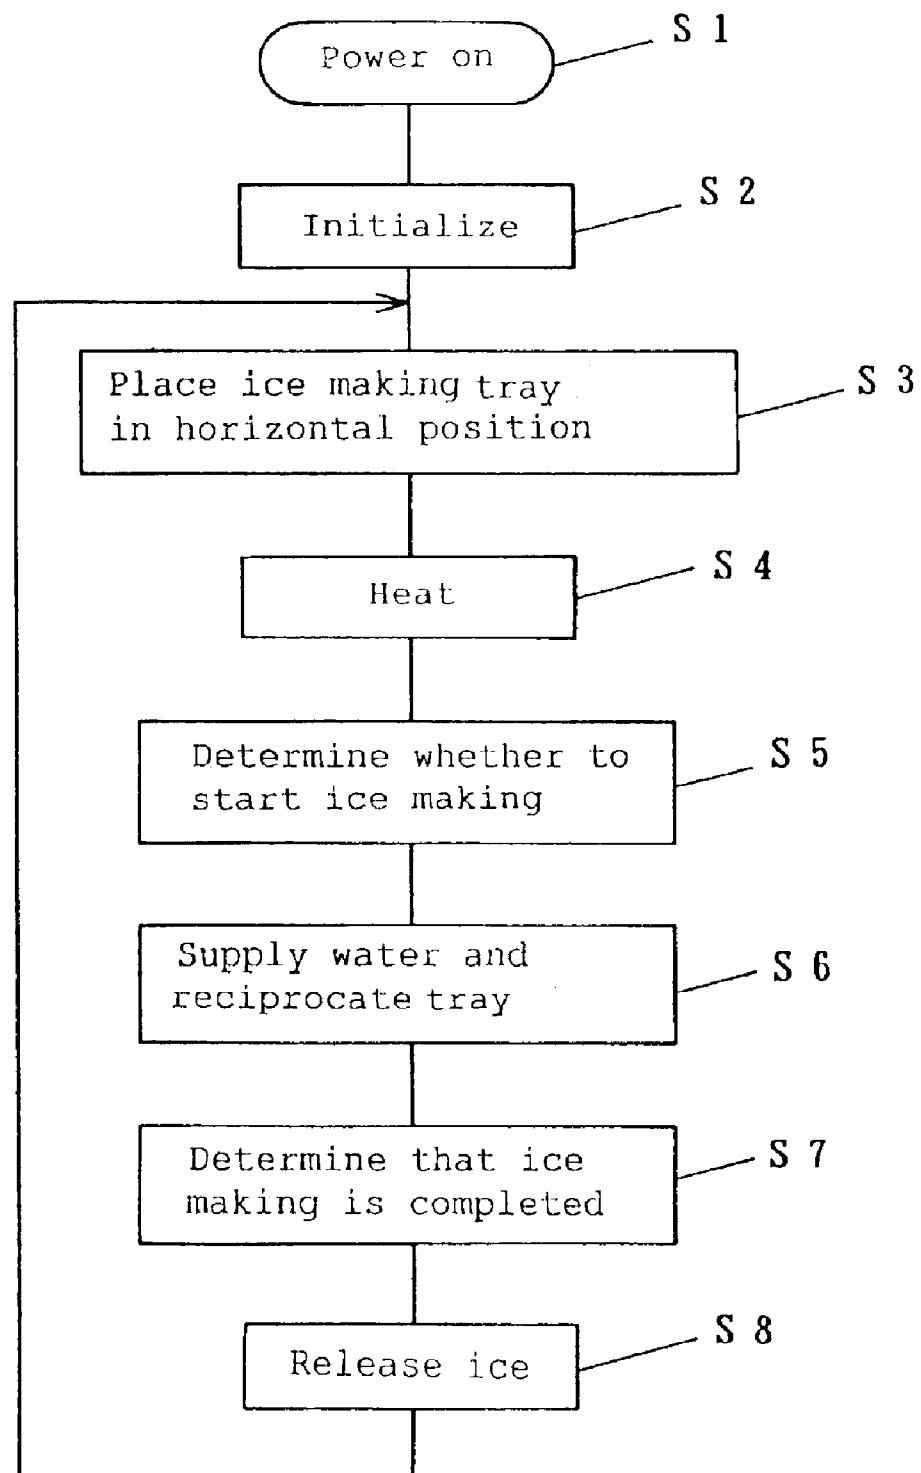 Power on
S 1
Initialize
S 2
Place ice making tray
in horizontal position
S 3
Heat
S 4
Determine whether to
start ice making
S 5
Supply water and
reciprocate tray
S 6
Determine that ice
making is completed
S 7
Release ice
S 8